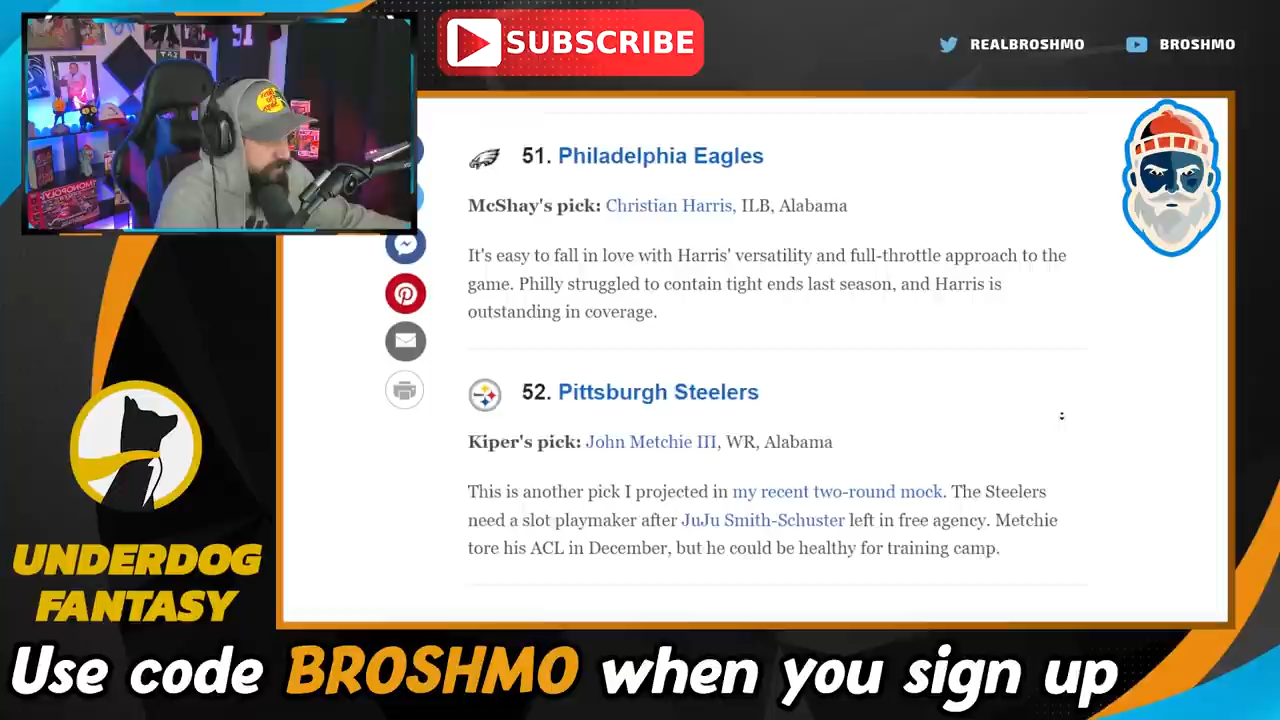 SUBSCRIBE
REALBROSHMO
BROSHMO
51. Philadelphia Eagles
McShay's pick: Christian Harris, ILB, Alabama
It's easy to fall in love with Harris' versatility and full-throttle approach to the
game. Philly struggled to contain tight ends last season, and Harris is
outstanding in coverage.
52. Pittsburgh Steelers
Kiper's pick: John Metchie III, WR, Alabama
This is another pick I projected in my recent two-round mock. The Steelers
need a slot playmaker after JuJu Smith-Schuster left in free agency. Metchie
tore his ACL in December, but he could be healthy for training camp.
UNDERDOG
FANTASY
Use code BROSHMO when you sign up